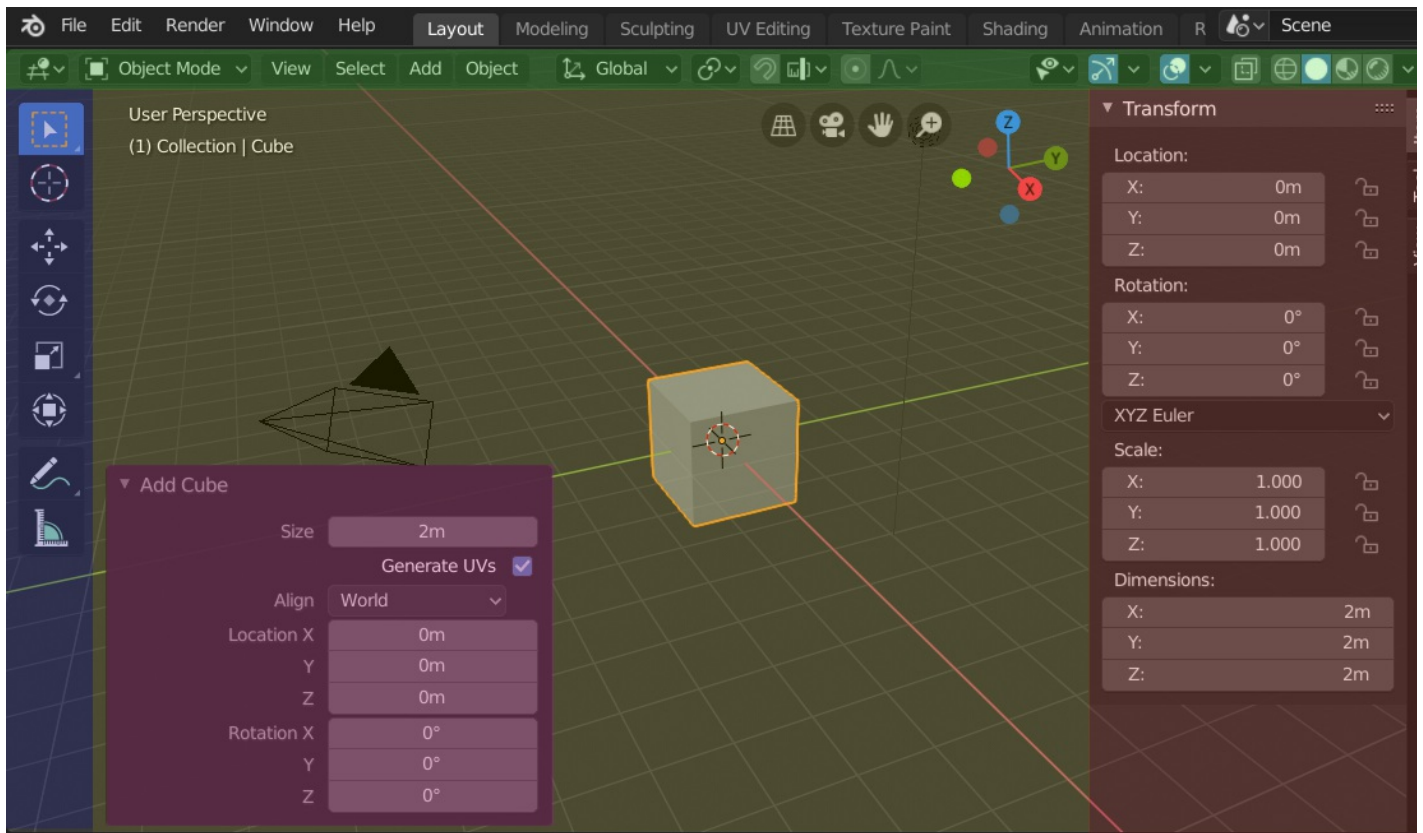 File Edit Render Window Help Layout Modeling Sculpting UV Editing Texture Paint Shading Animation R Scene
Object Mode View Select Add Object Global
User Perspective
(1) Collection | Cube
Z
Y
X
Add Cube
Size 2m
Generate UVs
Align World
Location X 0m
Y 0m
Z 0m
Rotation X 0°
Y 0°
Z 0°
Transform
Location:
X: 0m
Y: 0m
Z: 0m
Rotation:
X: 0°
Y: 0°
Z: 0°
XYZ Euler
Scale:
X: 1.000
Y: 1.000
Z: 1.000
Dimensions:
X: 2m
Y: 2m
Z: 2m